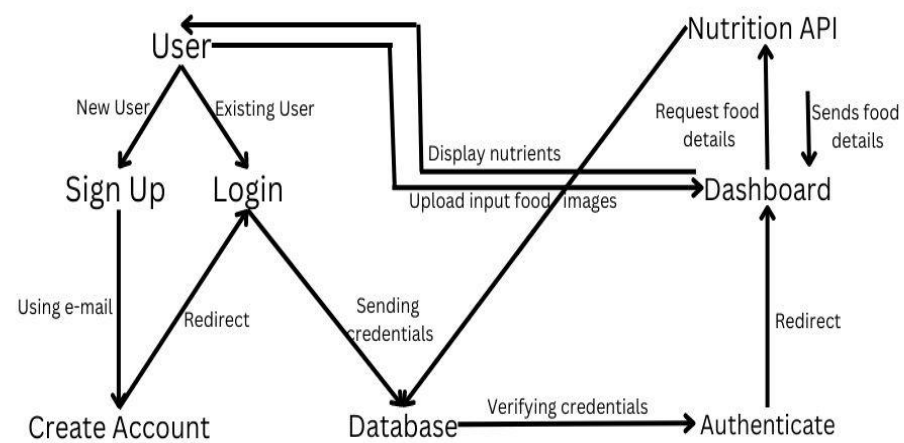 Nutrition API
User
New User
Existing User
Request food
details
Sends food
details
Display nutrients
Sign Up
Login
Dashboard
Upload input food images
Using e-mail
Redirect
Sending
credentials
Redirect
Create Account
Database
Verifying credentials
Authenticate